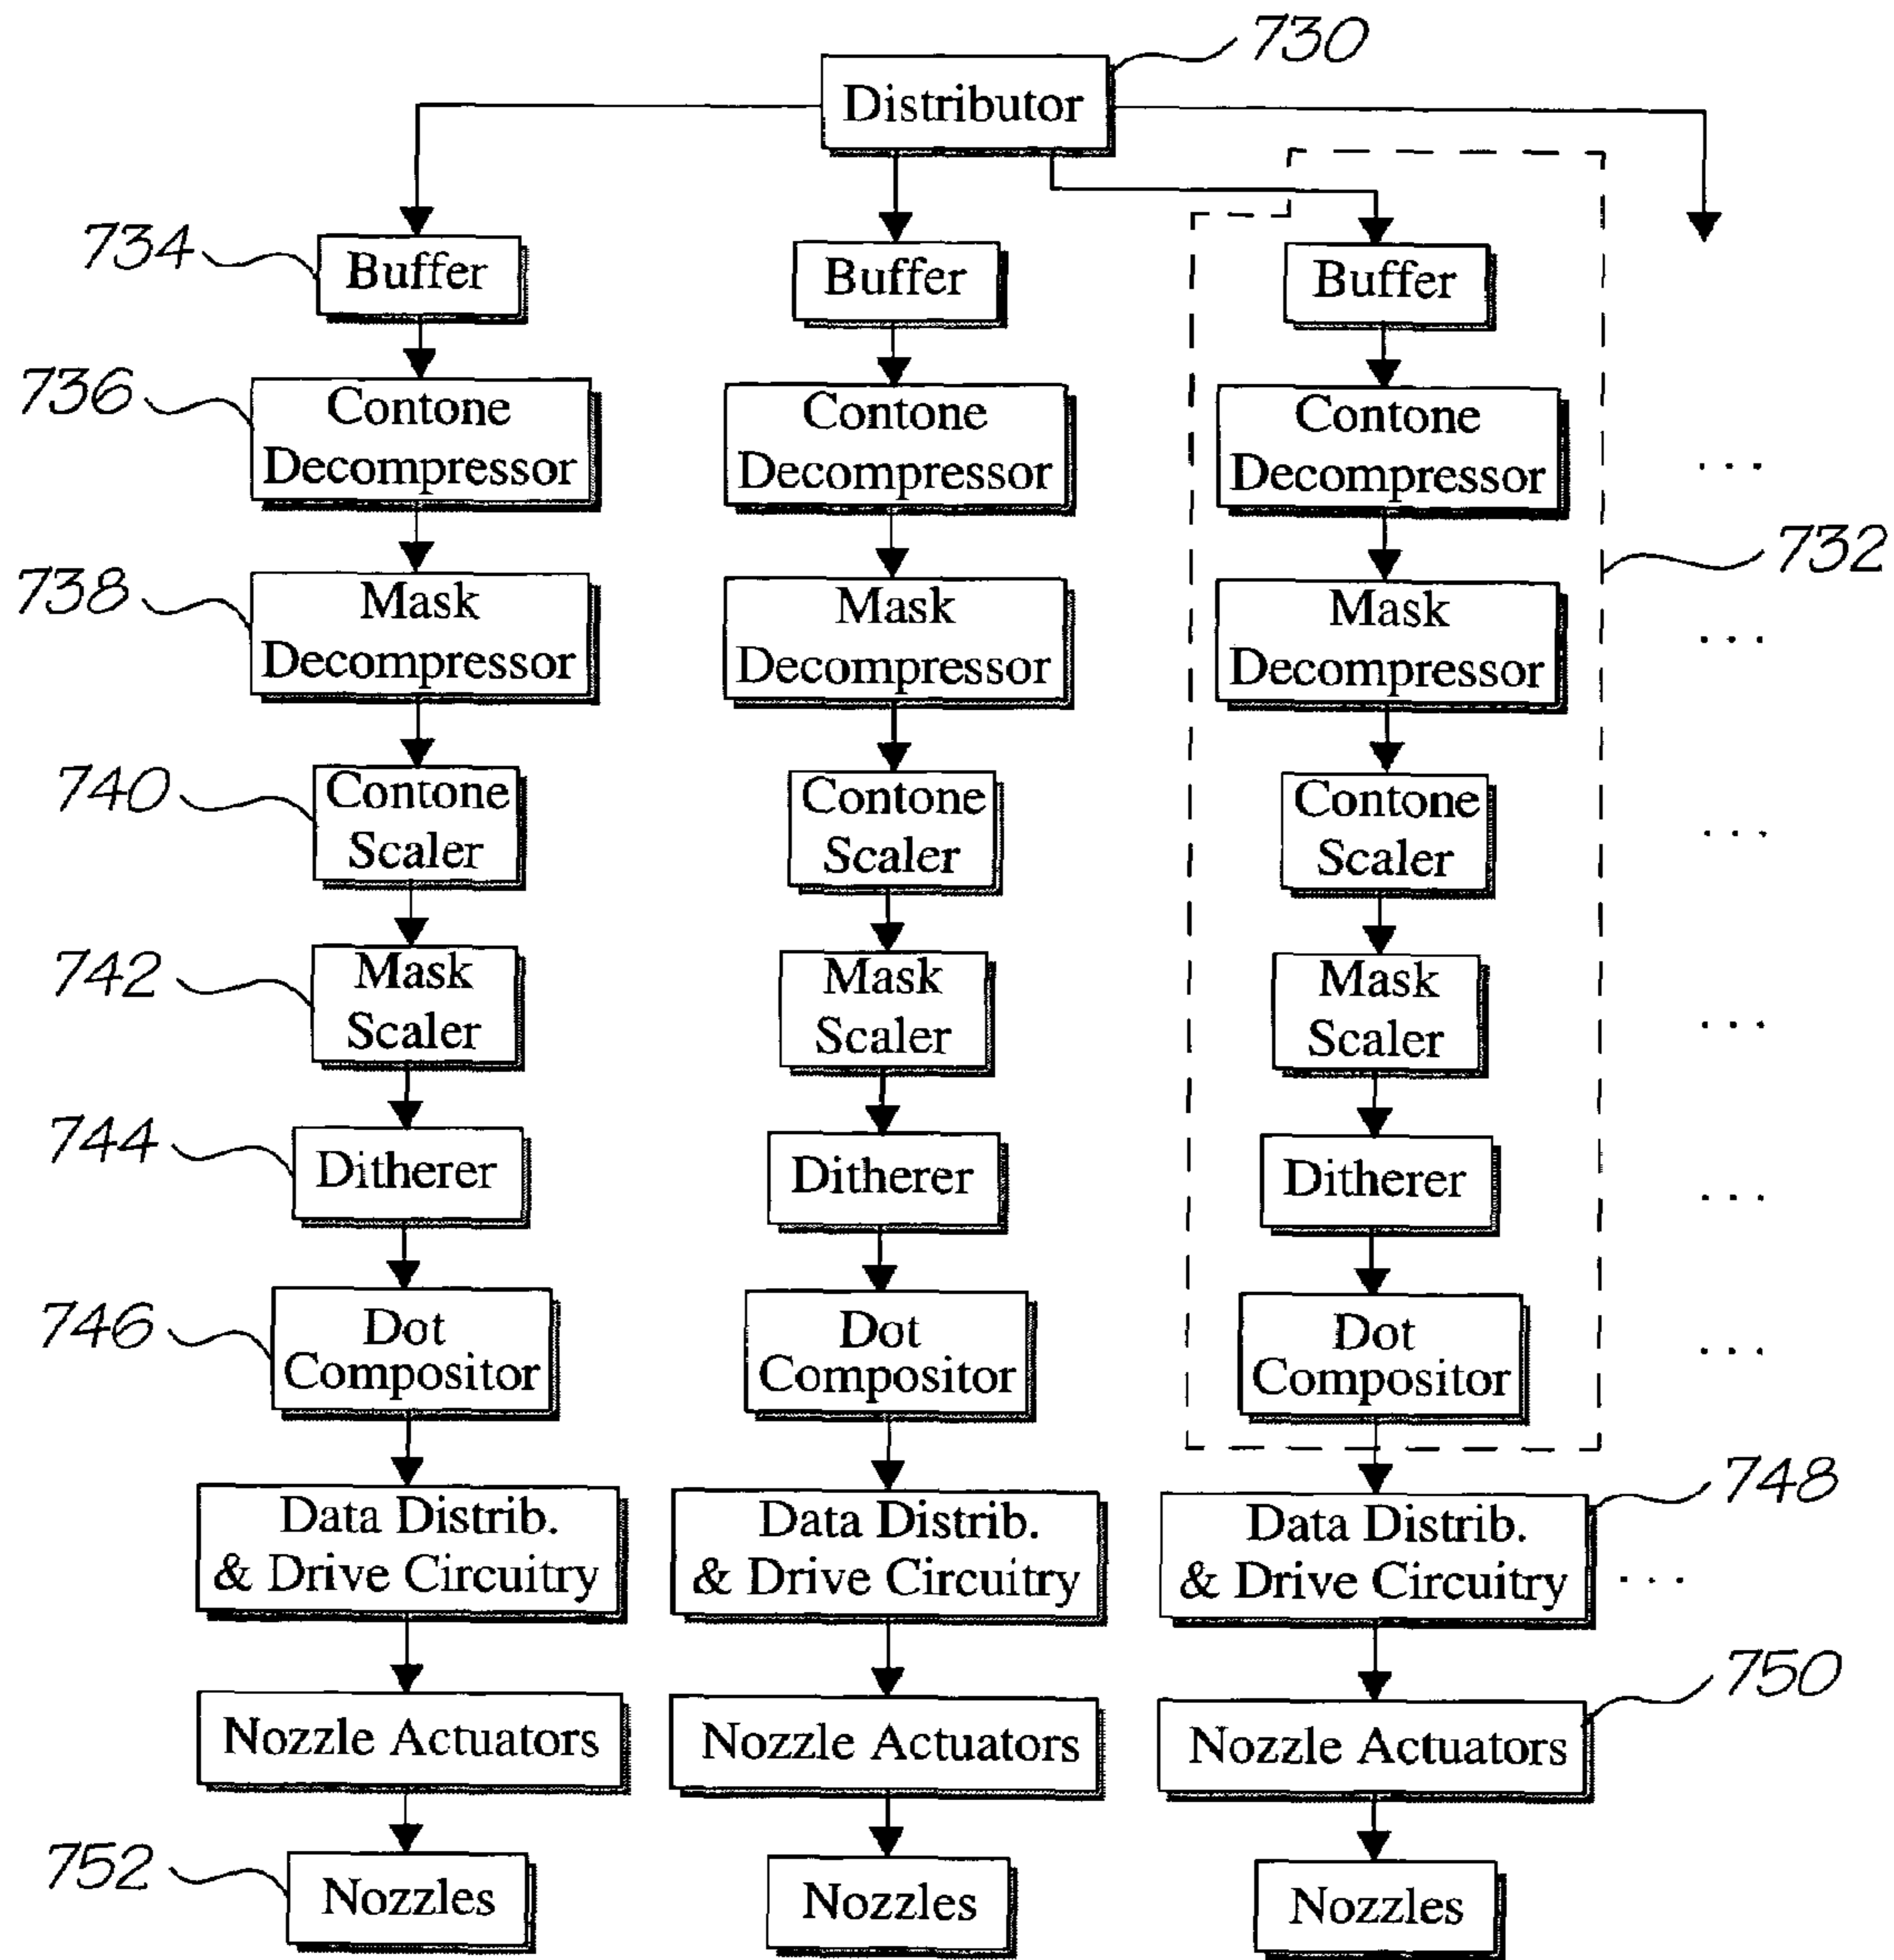 730
Distributor
734
Buffer
Buffer
Buffer
736
Contone
Decompressor
Contone
Decompressor
Contone
Decompressor
...
732
738
Mask
Decompressor
Mask
Decompressor
Mask
Decompressor
...
740
Contone
Scaler
Contone
Scaler
Contone
Scaler
...
742
Mask
Scaler
Mask
Scaler
Mask
Scaler
...
744
Ditherer
Ditherer
Ditherer
...
746
Dot
Compositor
Dot
Compositor
Dot
Compositor
...
748
Data Distrib.
& Drive Circuitry
Data Distrib.
& Drive Circuitry
Data Distrib.
& Drive Circuitry
...
750
Nozzle Actuators
Nozzle Actuators
Nozzle Actuators
752
Nozzles
Nozzles
Nozzles